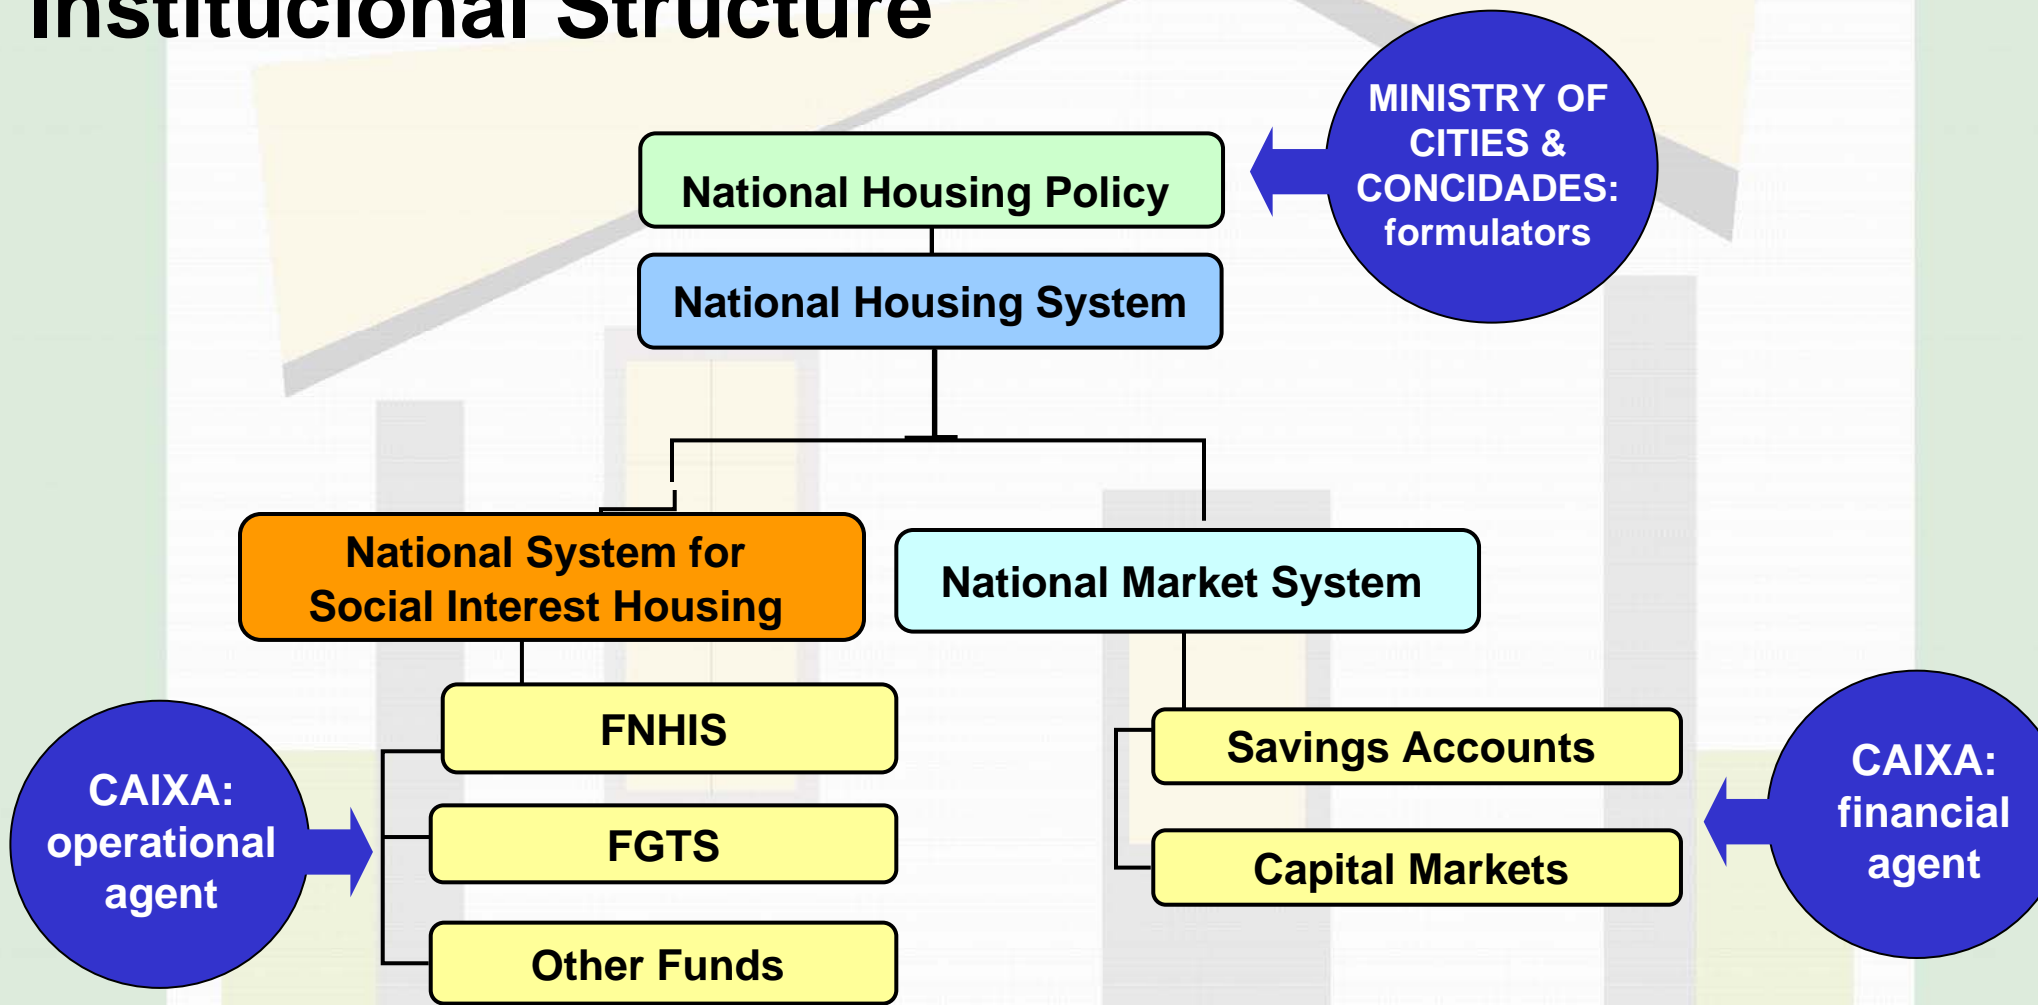 Institucional Structure
MINISTRY OF
CITIES &
CONCIDADES:
formulators
National Housing Policy
National Housing System
National System for
Social Interest Housing
National Market System
FNHIS
FGTS
Other Funds
Savings Accounts
Capital Markets
CAIXA:
operational
agent
CAIXA:
financial
agent